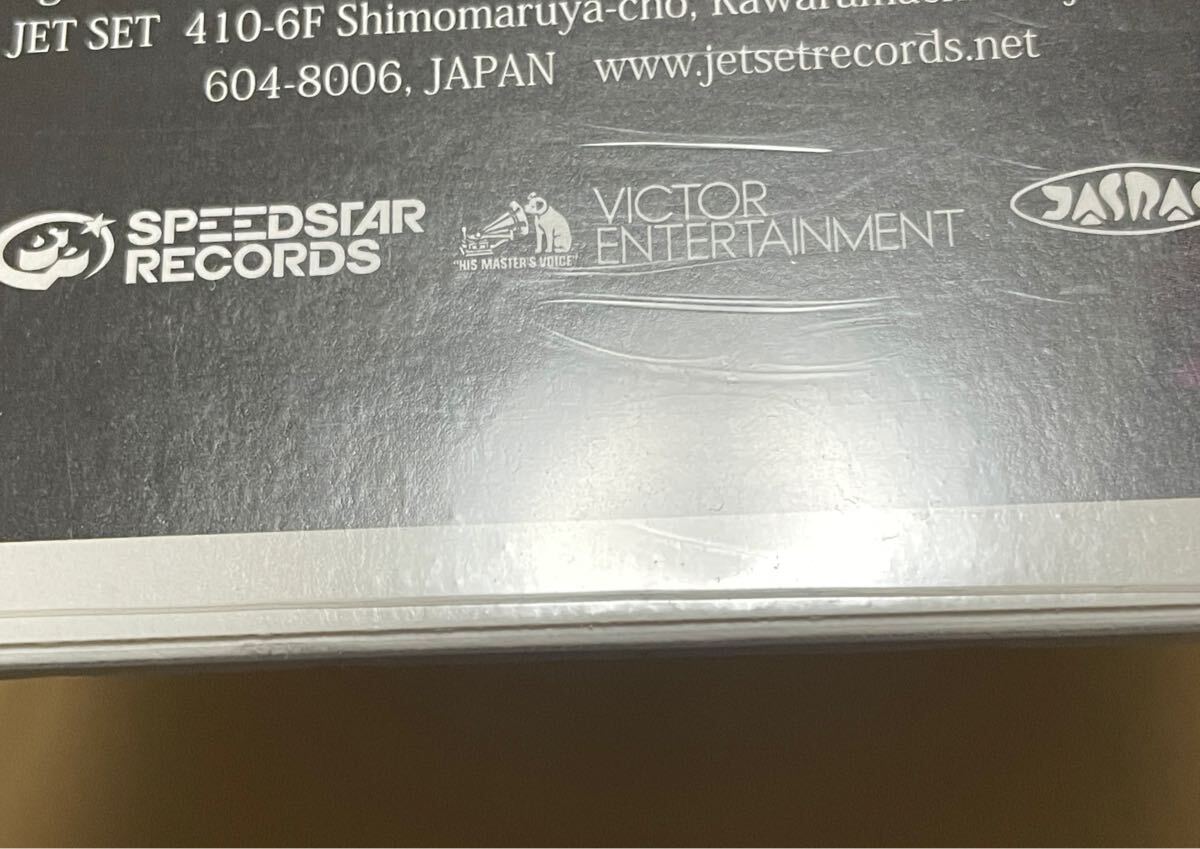 JET SET 410-6F Shimomaruya-cho,
604-8006, JAPAN www.jetsetrecords.net
SPEEDSTAR
RECORDS
"HIS MASTER'S VOICE"
VICTOR
ENTERTAINMENT
JASRAC